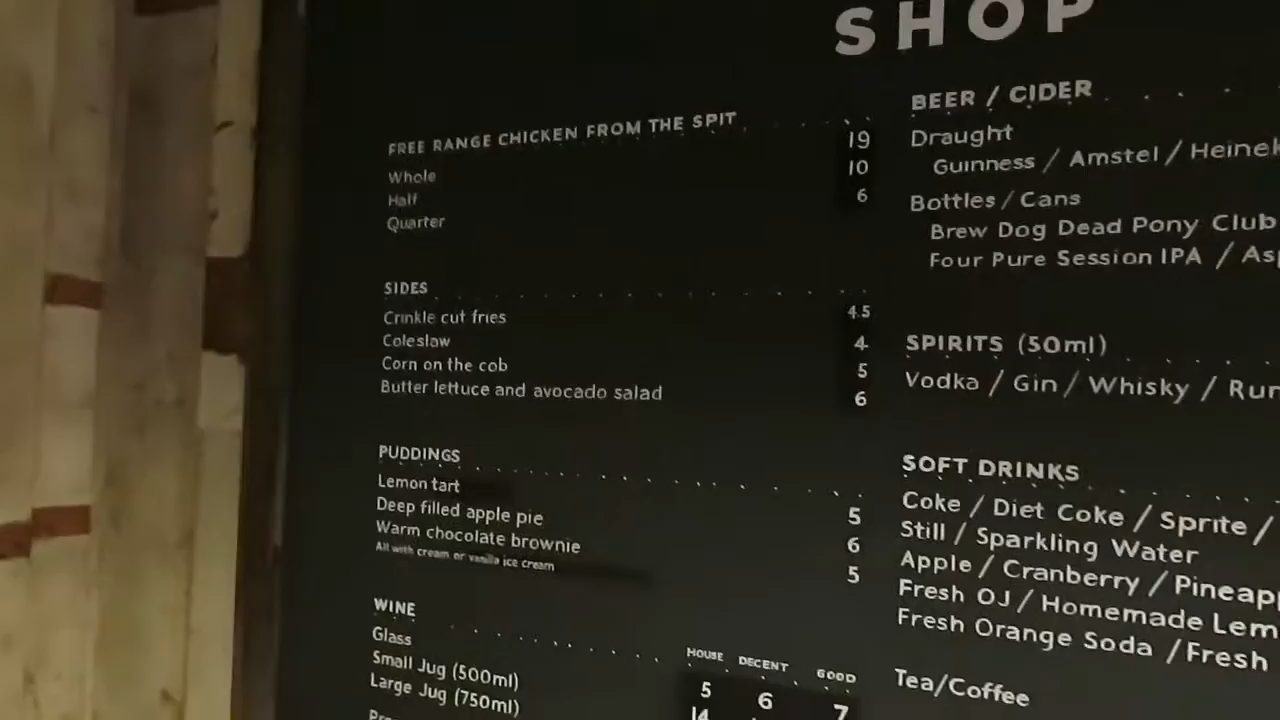 SHOP
FREE RANGE CHICKEN FROM THE SPIT
Whole 19
Half 10
Quarter 6
SIDES
Crinkle cut fries 4.5
Coleslaw 4
Corn on the cob 5
Butter lettuce and avocado salad 6
PUDDINGS
Lemon tart 5
Deep filled apple pie 6
Warm chocolate brownie 5
All with cream or vanilla ice cream
WINE
HOUSE DECENT GOOD
Glass 5 6 7
Small Jug (500ml) 14
Large Jug (750ml)
BEER / CIDER
Draught
Guinness / Amstel /
Bottles / Cans
Brew Dog Dead Pony Club
Four Pure Session IPA /
SPIRITS (50ml)
Vodka / Gin / Whisky /
SOFT DRINKS
Coke / Diet Coke / Sprite /
Still / Sparkling Water
Apple / Cranberry /
Fresh OJ / Homemade
Fresh Orange Soda / Fresh
Tea/Coffee